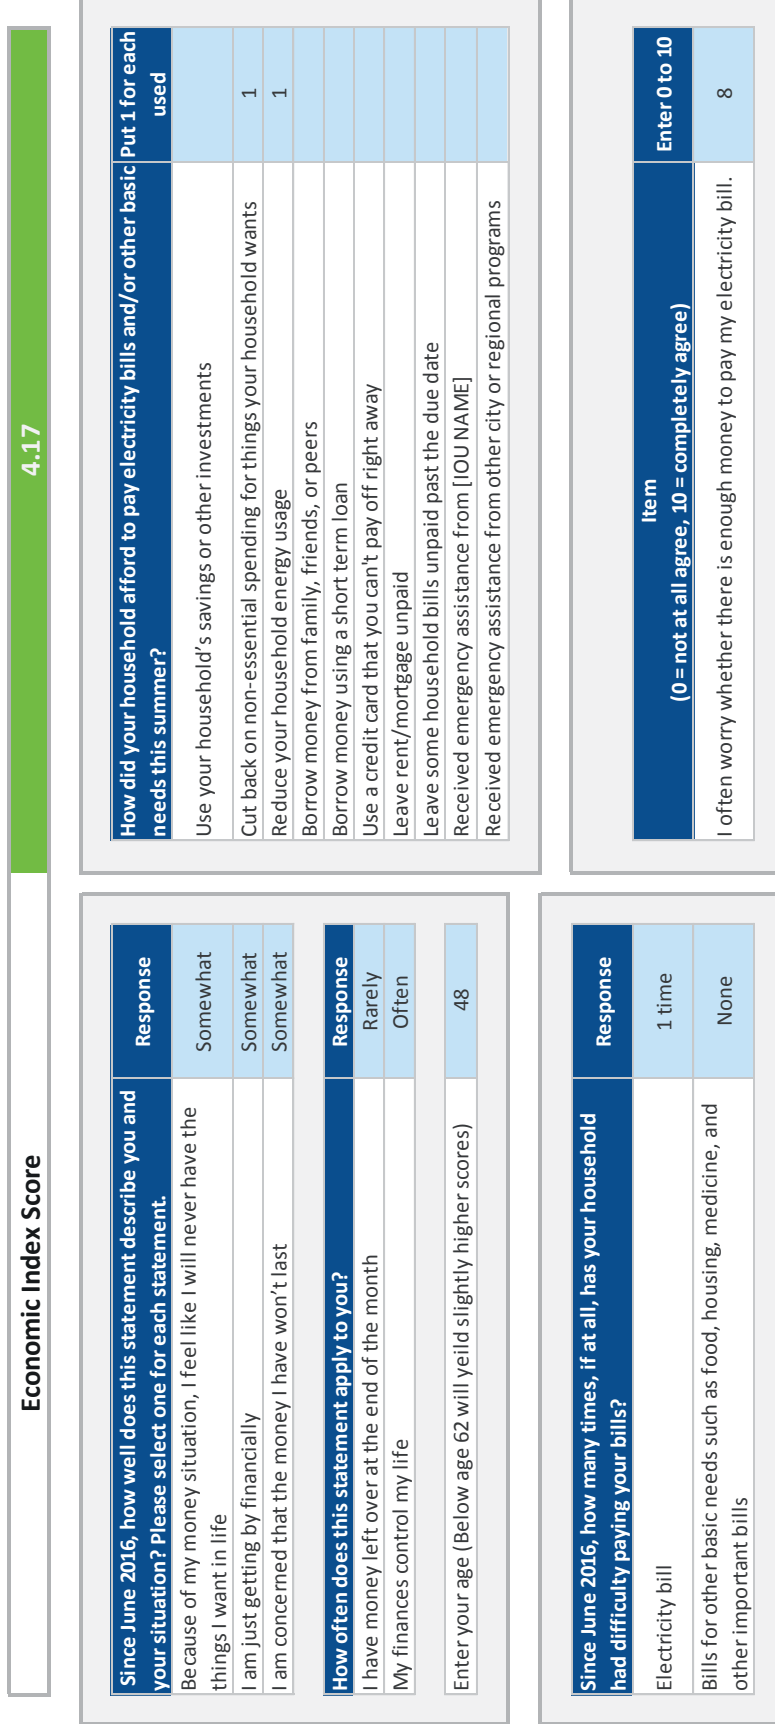 Economic Index Score 4.17
Since June 2016, how well does this statement describe you and
your situation? Please select one for each statement.
Response
Because of my money situation, I feel like I will never have the
things I want in life
Somewhat
I am just getting by financially Somewhat
I am concerned that the money I have won't last Somewhat
How often does this statement apply to you? Response
I have money left over at the end of the month Rarely
My finances control my life Often
Enter your age (Below age 62 will yeild slightly higher scores) 48
How did your household afford to pay electricity bills and/or other basic
needs this summer?
Put 1 for each
used
Use your household's savings or other investments
Cut back on non-essential spending for things your household wants 1
Reduce your household energy usage 1
Borrow money from family, friends, or peers
Borrow money using a short term loan
Use a credit card that you can't pay off right away
Leave rent/mortgage unpaid
Leave some household bills unpaid past the due date
Received emergency assistance from [IOU NAME]
Received emergency assistance from other city or regional programs
Since June 2016, how many times, if at all, has your household
had difficulty paying your bills?
Response
Electricity bill 1 time
Bills for other basic needs such as food, housing, medicine, and
other important bills
None
Item
(0 = not at all agree, 10 = completely agree)
Enter 0 to 10
I often worry whether there is enough money to pay my electricity bill. 8